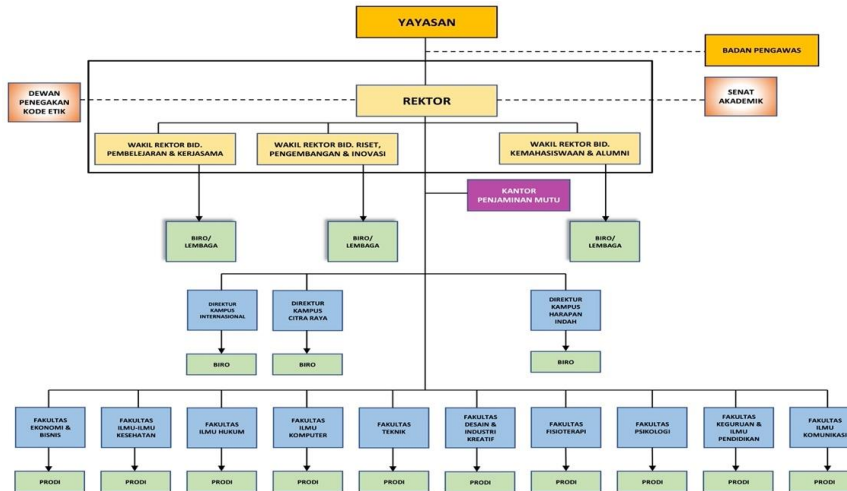 YAYASAN
BADAN PENGAWAS
DEWAN
PENEGAKAN
KODE ETIK
REKTOR
SENAT
AKADEMIK
WAKIL REKTOR BID.
PEMBELEJARAN & KERJASAMA
WAKIL REKTOR BID. RISET,
PENGEMBANGAN & INOVASI
WAKIL REKTOR BID.
KEMAHASISWAAN & ALUMNI
KANTOR
PENJAMINAN MUTU
BIRO/
LEMBAGA
BIRO/
LEMBAGA
BIRO/
LEMBAGA
DIREKTUR
KAMPUS
INTERNASIONAL
DIREKTUR
KAMPUS
CITRA RAYA
DIREKTUR
KAMPUS
HARAPAN
INDAH
BIRO
BIRO
BIRO
FAKULTAS
EKONOMI &
BISNIS
FAKULTAS
ILMU-ILMU
KESEHATAN
FAKULTAS
ILMU HUKUM
FAKULTAS
ILMU
KOMPUTER
FAKULTAS
TEKNIK
FAKULTAS
DESAIN &
INDUSTRI
KREATIF
FAKULTAS
FISIOTERAPI
FAKULTAS
PSIKOLOGI
FAKULTAS
KEGURUAN &
ILMU
PENDIDIKAN
FAKULTAS
ILMU
KOMUNIKASI
PRODI
PRODI
PRODI
PRODI
PRODI
PRODI
PRODI
PRODI
PRODI
PRODI